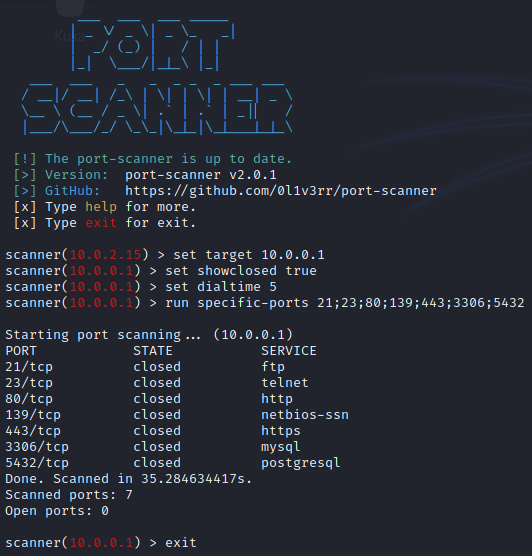 PORT
SCANNER
[!] The port-scanner is up to date.
[>] Version:  port-scanner v2.0.1
[>] GitHub:   https://github.com/0l1v3rr/port-scanner
[x] Type help for more.
[x] Type exit for exit.
scanner(10.0.2.15) > set target 10.0.0.1
scanner(10.0.0.1) > set showclosed true
scanner(10.0.0.1) > set dialtime 5
scanner(10.0.0.1) > run specific-ports 21;23;80;139;443;3306;5432
Starting port scanning... (10.0.0.1)
PORT            STATE           SERVICE
21/tcp          closed          ftp
23/tcp          closed          telnet
80/tcp          closed          http
139/tcp         closed          netbios-ssn
443/tcp         closed          https
3306/tcp        closed          mysql
5432/tcp        closed          postgresql
Done. Scanned in 35.284634417s.
Scanned ports: 7
Open ports: 0
scanner(10.0.0.1) > exit